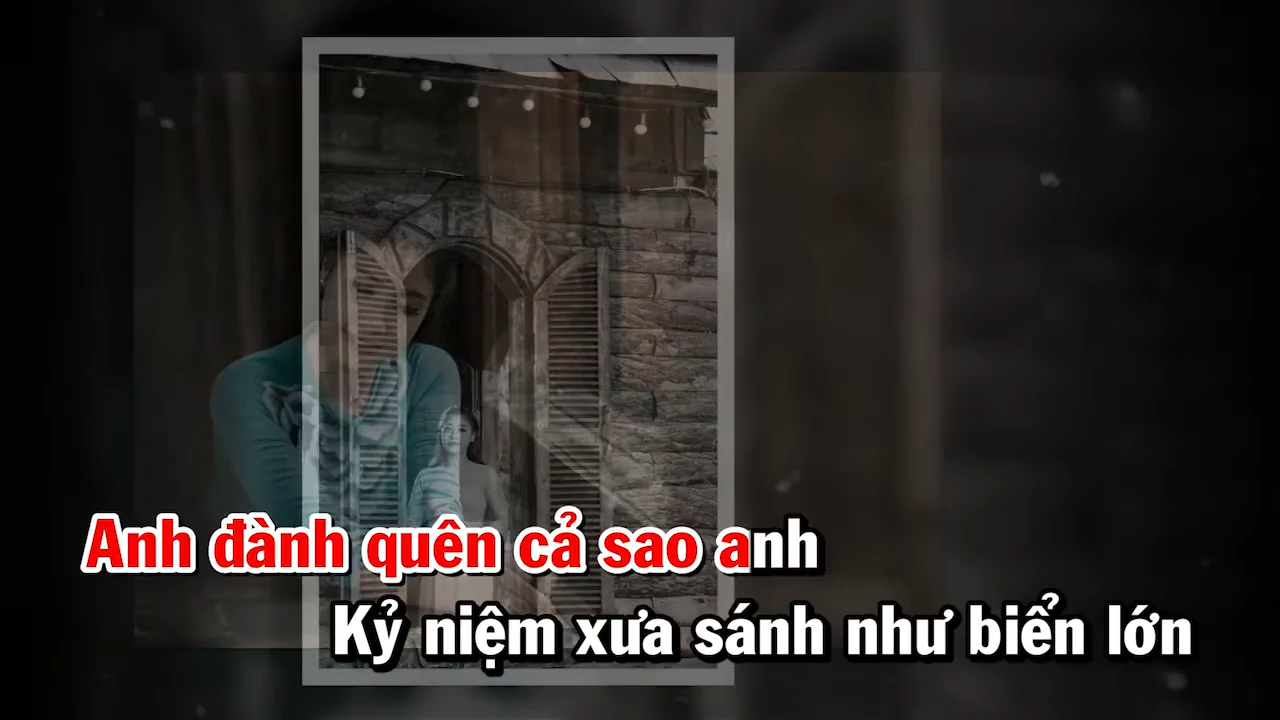 Anh đành quên cả sao anh
Kỷ niệm xưa sánh như biển lớn